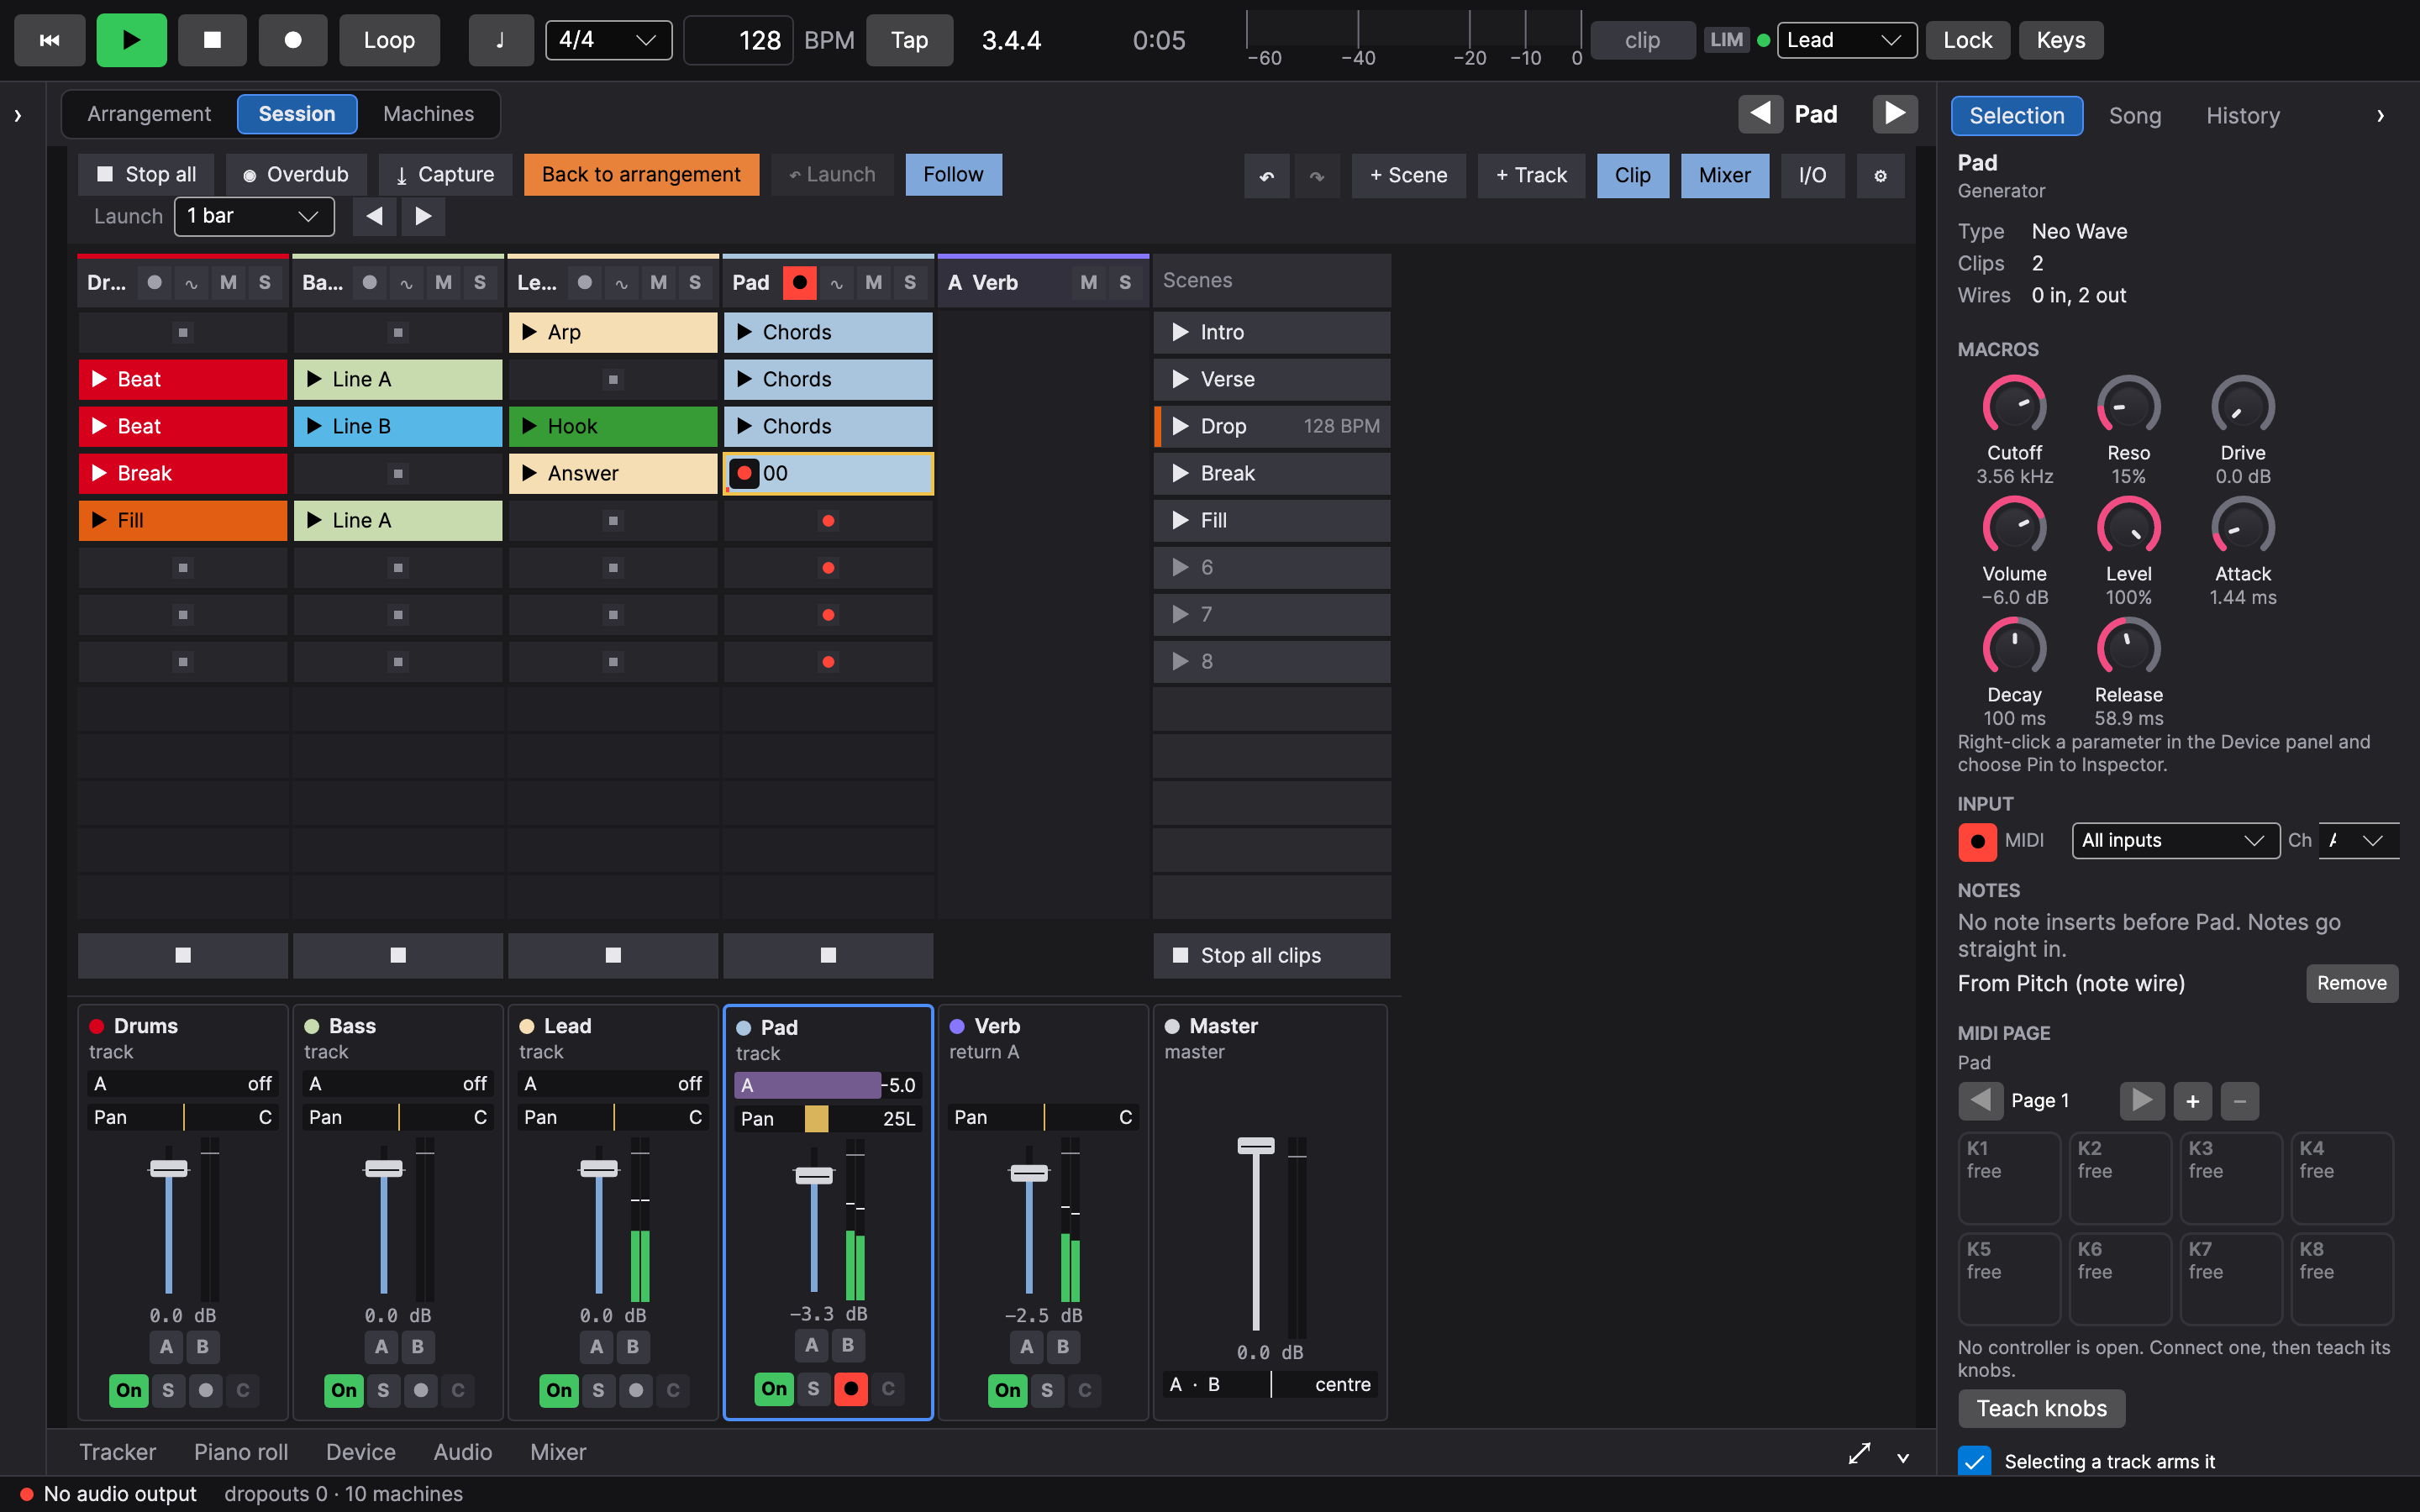 Loop
4/4
128 BPM
Tap
3.4.4
0:05
−60 −40 −20 −10 0
clip
LIM
Lead
Lock
Keys
Arrangement Session Machines
Pad
Selection Song History
Stop all
Overdub
Capture
Back to arrangement
Launch
Follow
+ Scene
+ Track
Clip
Mixer
I/O
Launch 1 bar
Dr... M S
Ba... M S
Le... M S
Pad M S
A Verb M S
Scenes
Arp Chords Intro
Beat Line A Chords Verse
Beat Line B Hook Chords Drop 128 BPM
Break Answer 00 Break
Fill Line A Fill
6
7
8
Stop all clips
Drums Bass Lead Pad Verb Master
track track track track return A master
A off A off A off A -5.0
Pan C Pan C Pan C Pan 25L Pan C
0.0 dB 0.0 dB 0.0 dB −3.3 dB −2.5 dB 0.0 dB
A B A B A B A B A B
A · B centre
On S C On S C On S C On S C On S C
Tracker Piano roll Device Audio Mixer
No audio output dropouts 0 · 10 machines
Pad
Generator
Type Neo Wave
Clips 2
Wires 0 in, 2 out
MACROS
Cutoff Reso Drive
3.56 kHz 15% 0.0 dB
Volume Level Attack
−6.0 dB 100% 1.44 ms
Decay Release
100 ms 58.9 ms
Right-click a parameter in the Device panel and
choose Pin to Inspector.
INPUT
MIDI All inputs Ch
NOTES
No note inserts before Pad. Notes go
straight in.
From Pitch (note wire) Remove
MIDI PAGE
Pad
Page 1 + −
K1 K2 K3 K4
free free free free
K5 K6 K7 K8
free free free free
No controller is open. Connect one, then teach its
knobs.
Teach knobs
Selecting a track arms it